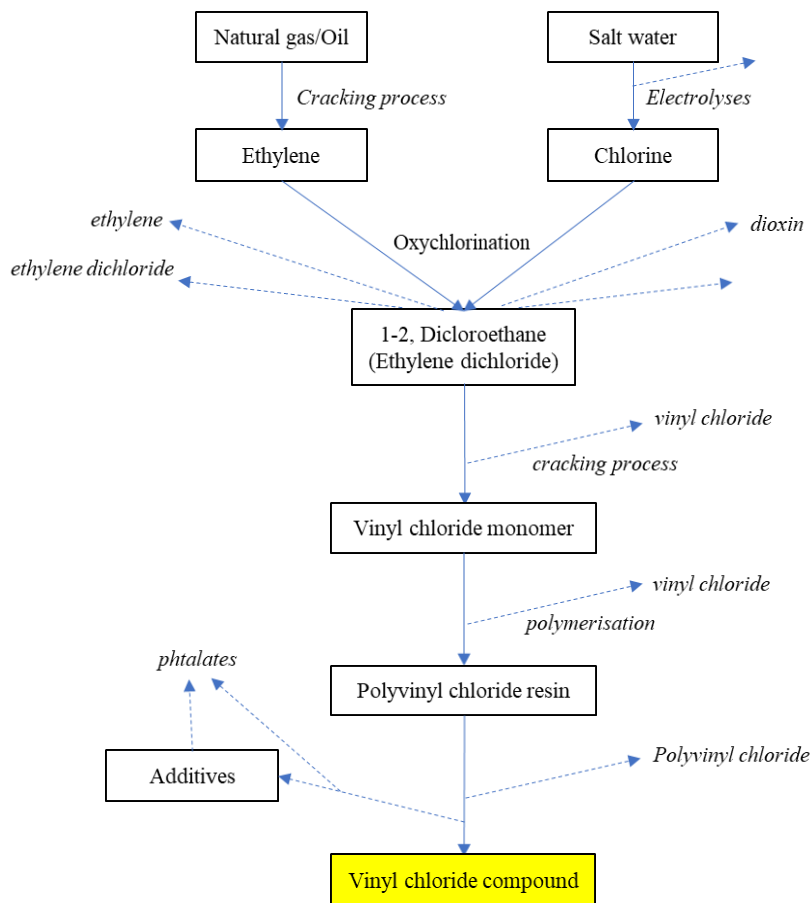 Natural gas/Oil
Salt water
Cracking process
Electrolyses
Ethylene
Chlorine
ethylene
Oxychlorination
dioxin
ethylene dichloride
1-2, Dicloroethane
(Ethylene dichloride)
vinyl chloride
cracking process
Vinyl chloride monomer
vinyl chloride
polymerisation
phtalates
Polyvinyl chloride resin
Polyvinyl chloride
Additives
Vinyl chloride compound